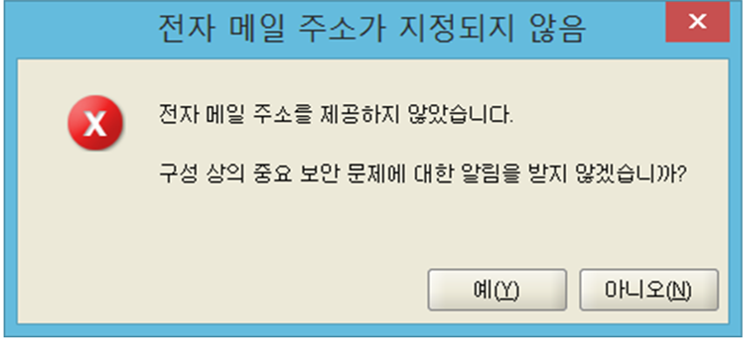 전자 메일 주소가 지정되지 않음
전자 메일 주소를 제공하지 않았습니다.
구성 상의 중요 보안 문제에 대한 알림을 받지 않겠습니까?
예(Y)
아니오(N)